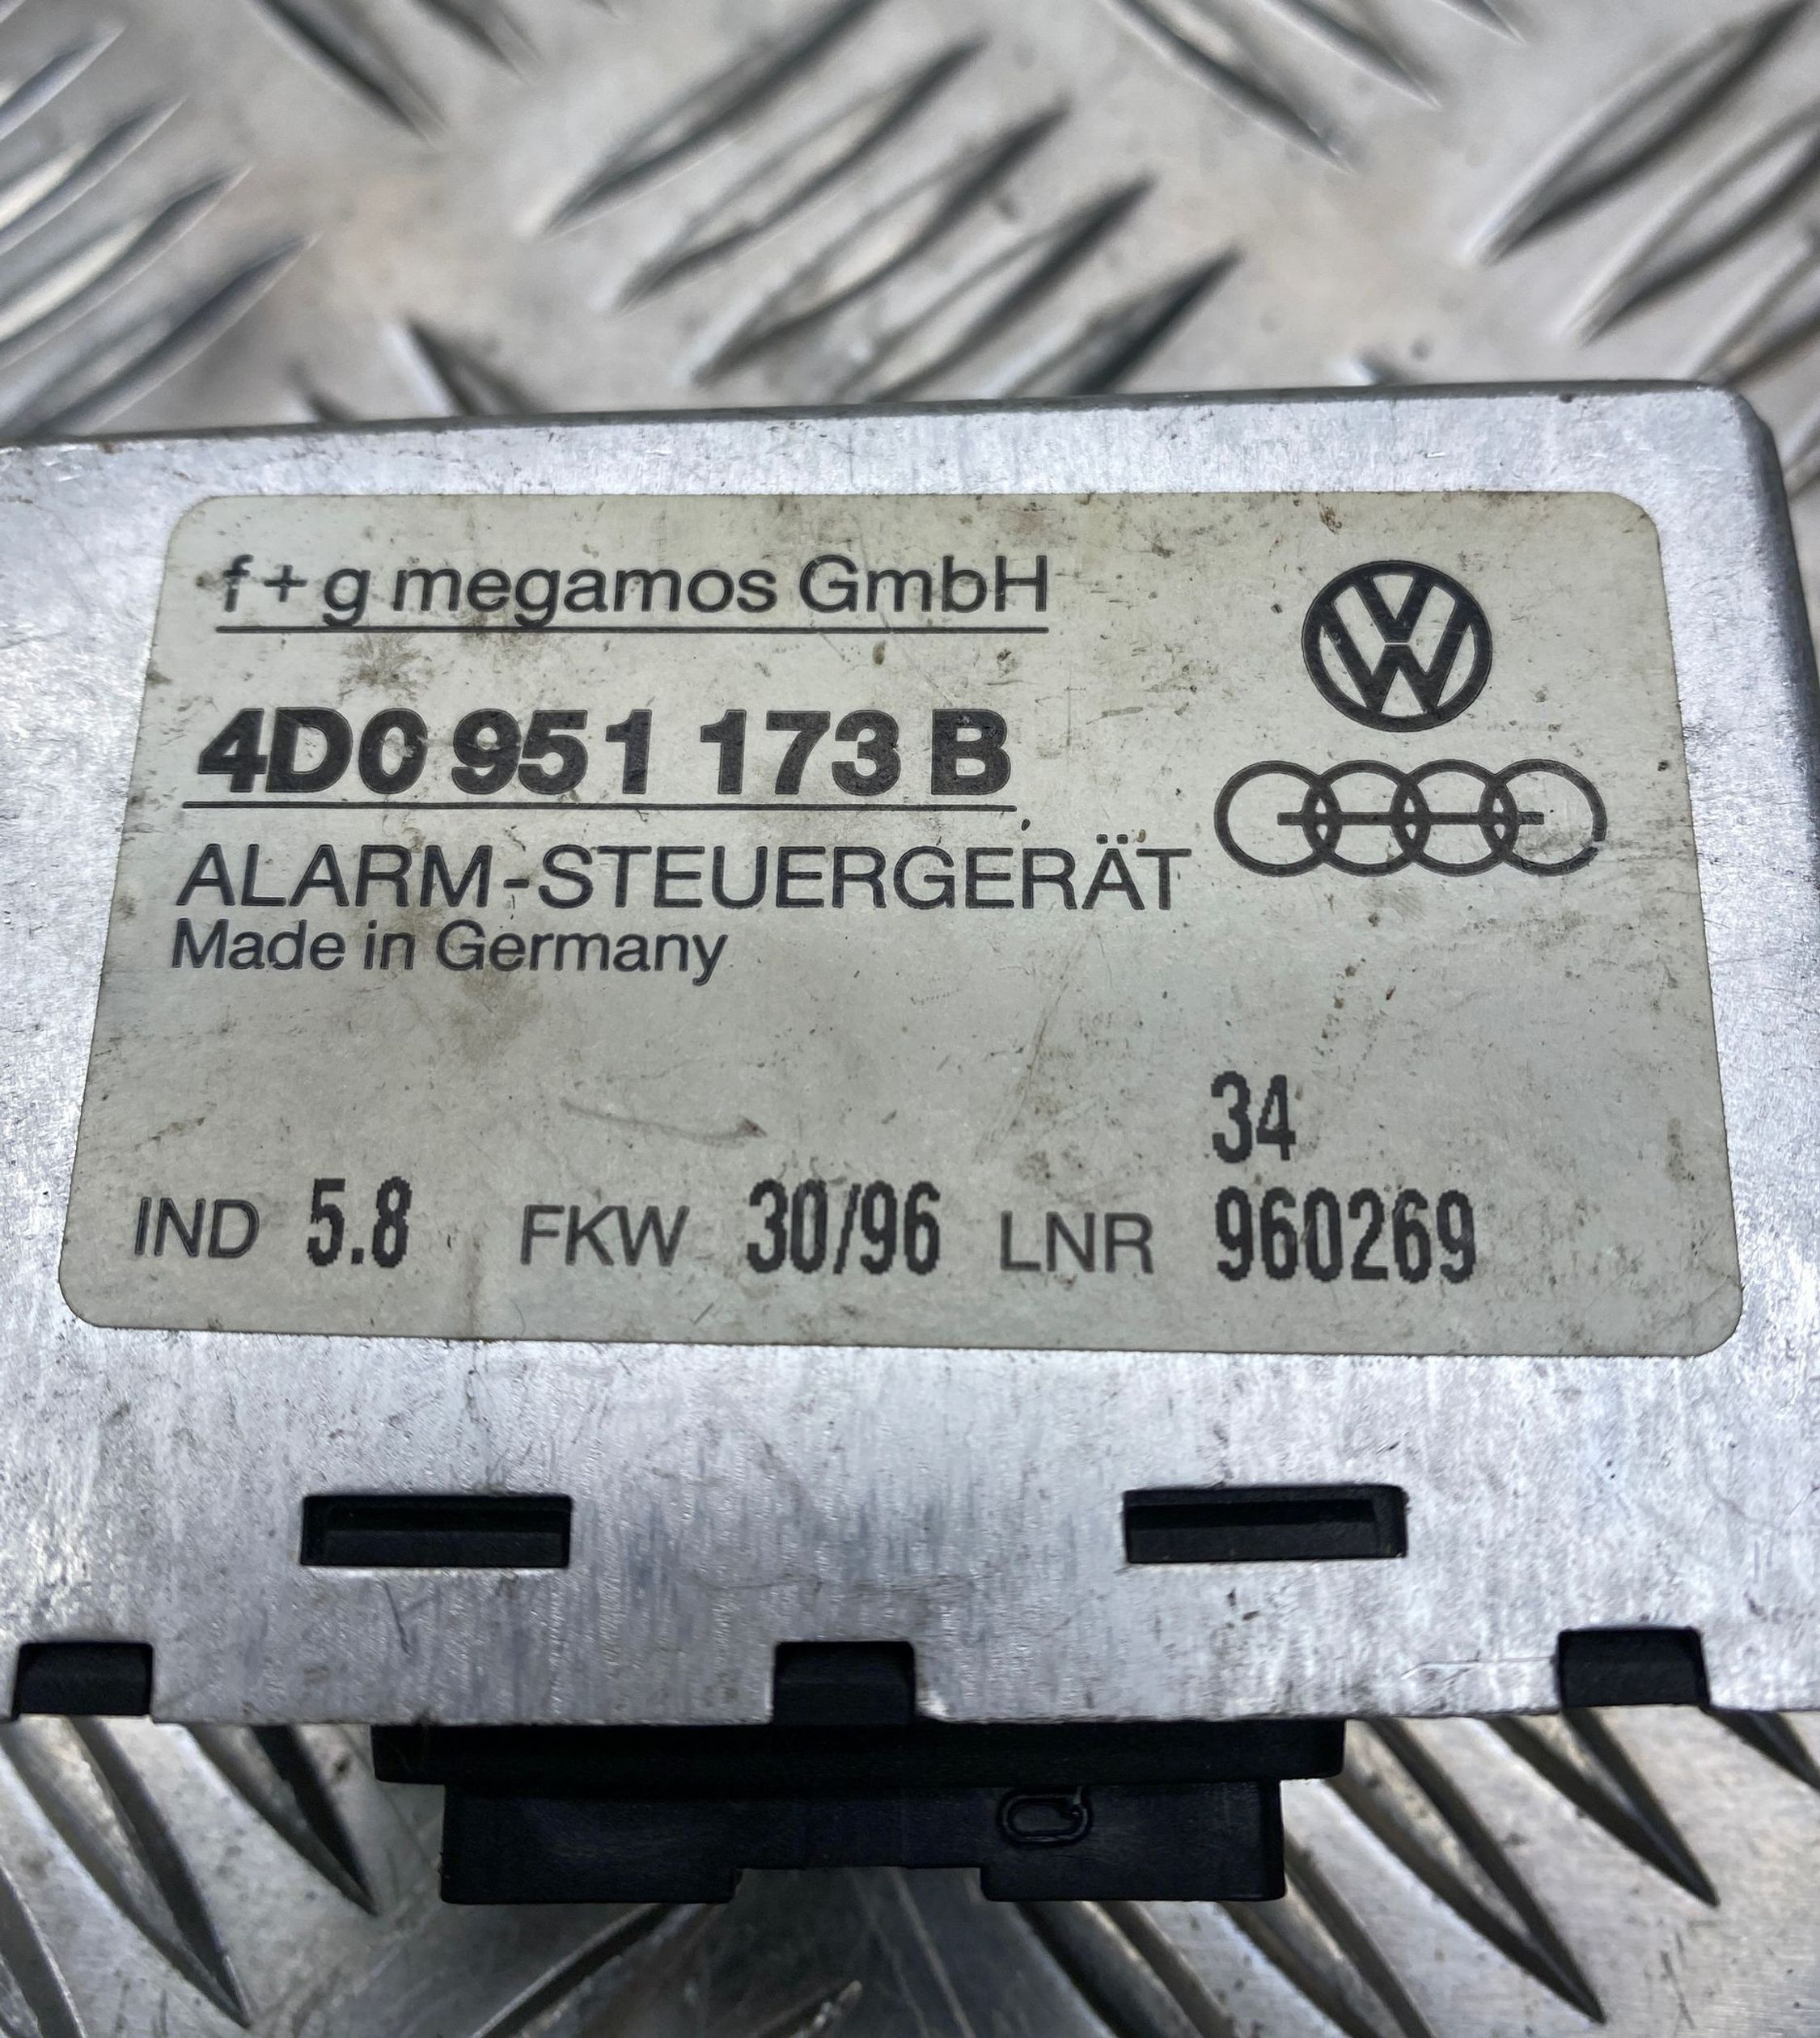 f+g megamos GmbH
4D0 951 173 B
ALARM-STEUERGERÄT
Made in Germany
34
IND 5.8 FKW 30/96 LNR 960269